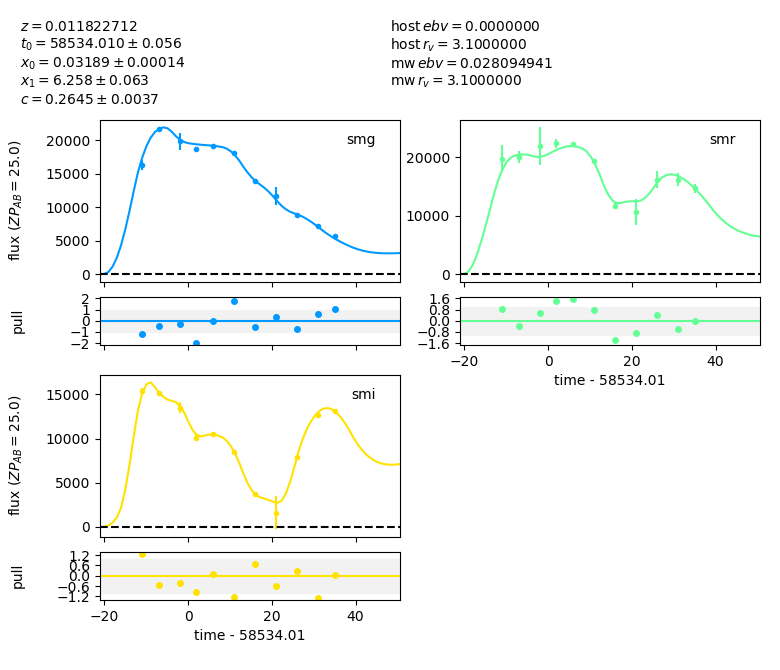 z = 0.011822712
t₀ = 58534.010 ± 0.056
x₀ = 0.03189 ± 0.00014
x₁ = 6.258 ± 0.063
c = 0.2645 ± 0.0037
host ebv = 0.0000000
host r_v = 3.1000000
mw ebv = 0.028094941
mw r_v = 3.1000000
smg
flux (ZP_AB = 25.0)
20000
15000
10000
5000
0
pull
2
1
0
−1
−2
smr
20000
10000
0
1.6
0.8
0.0
−0.8
−1.6
−20
0
20
40
time - 58534.01
smi
flux (ZP_AB = 25.0)
15000
10000
5000
0
pull
1.2
0.6
0.0
−0.6
−1.2
−20
0
20
40
time - 58534.01